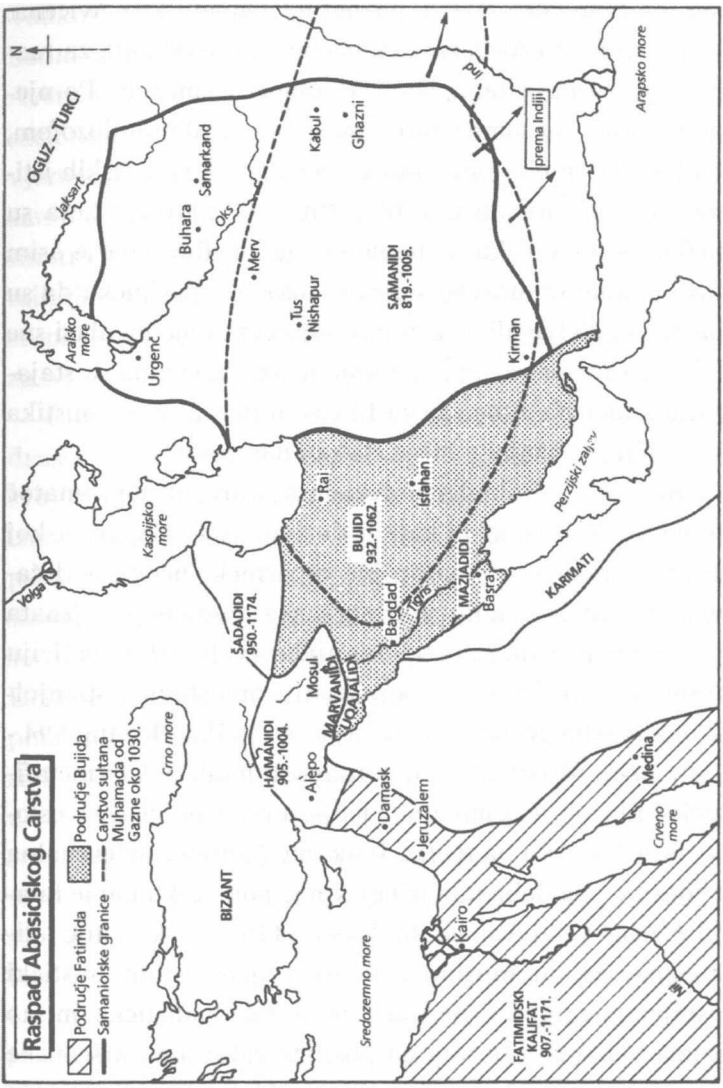 Raspad Abasidskog Carstva
Područje Fatimida
Područje Bujida
Samaniolske granice
Carstvo sultana
Muhamada od
Gazne oko 1030.
N
OGUZ - TURCI
Jaksart
Aralsko
more
Urgenč
Buhara
Samarkand
Oks
Merv
Tus
Nishapur
Kabul
Ghazni
Ind
SAMANIDI
819.-1005.
Kirman
prema Indiji
Arapsko more
Volga
Kaspijsko
more
Crno more
BIZANT
ŠADADIDI
950.-1174.
HAMANIDI
905.-1004.
Alepo
Mosul
MARVANIDI
UQAJALIDI
Rai
BUJIDI
932.-1062.
Isfahan
Bagdad
Tigris
MAZIADIDI
Basra
Perzijski zaljev
KARMATI
Sredozemno more
Damask
Jeruzalem
Kairo
FATIMIDSKI
KALIFAT
907.-1171.
Nil
Crveno
more
Medina